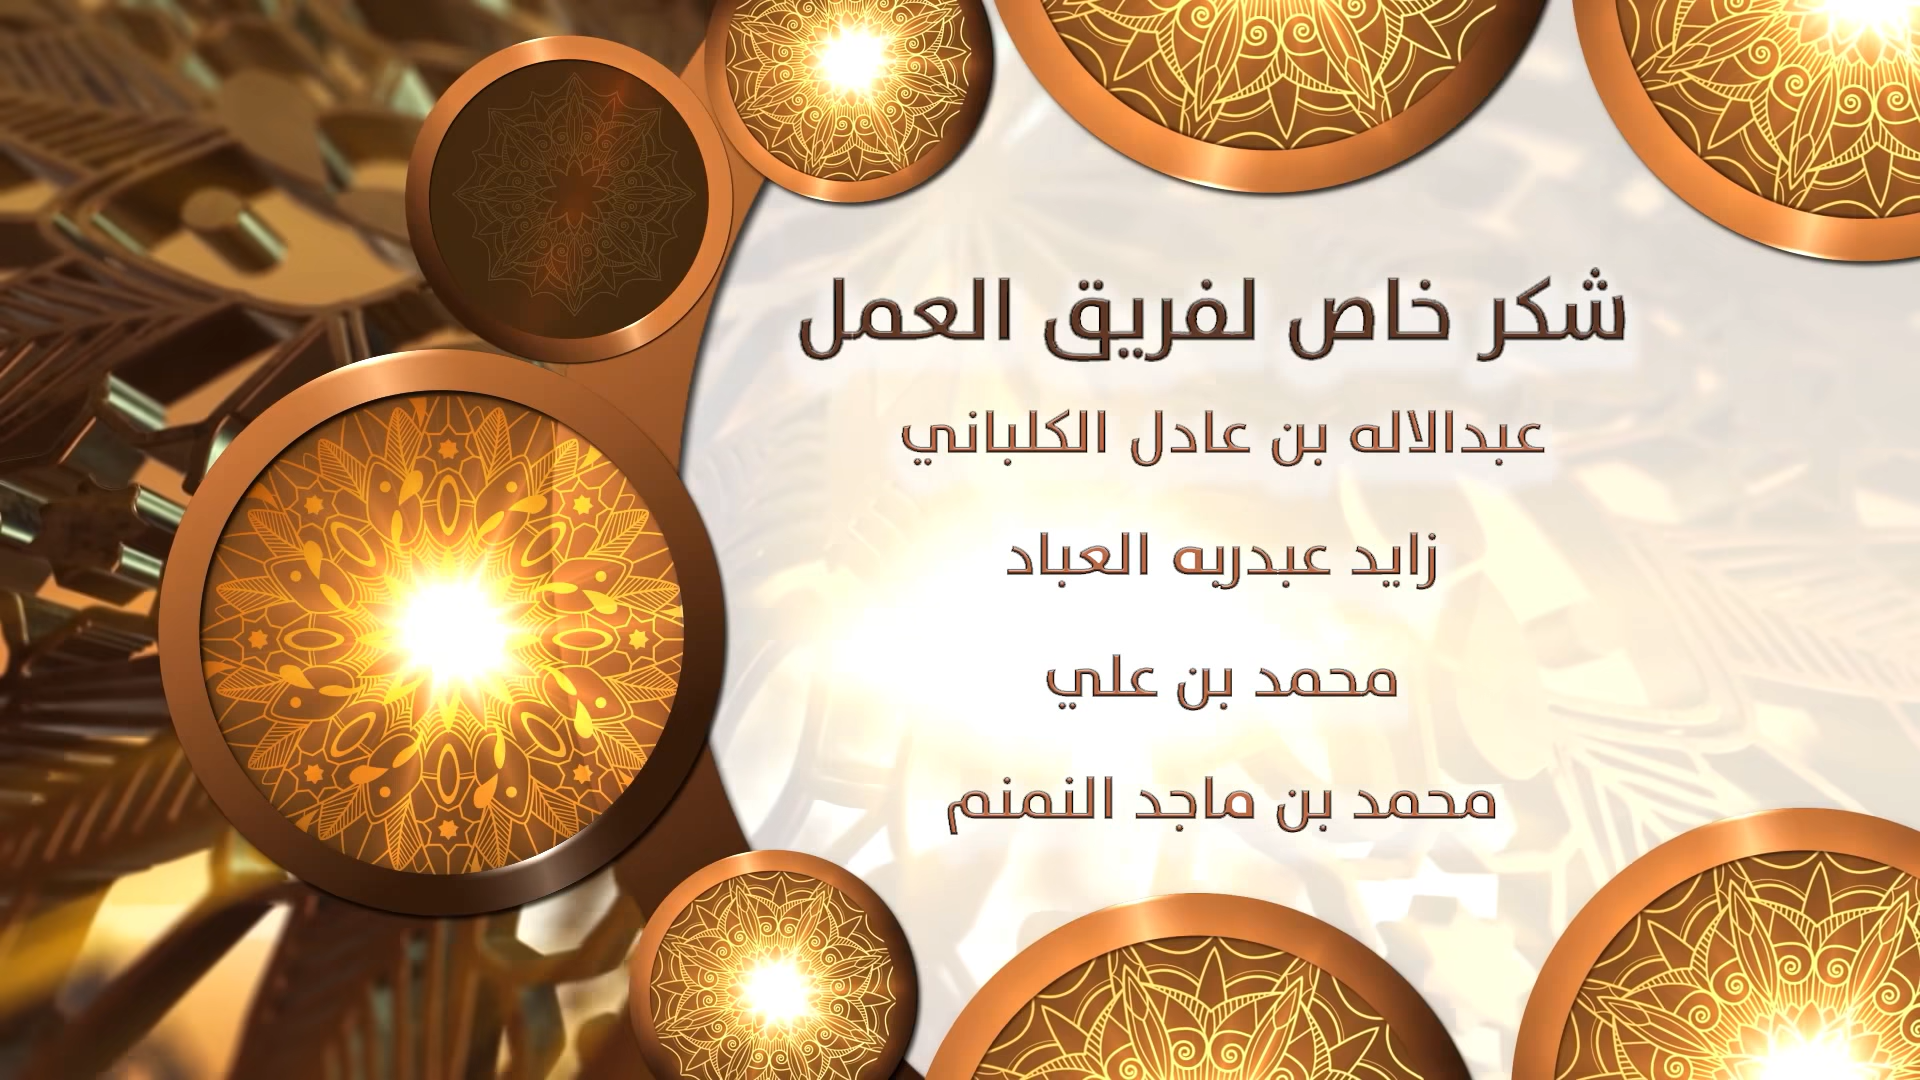 شكر خاص لفريق العمل
عبدالاله بن عادل الكلباني
زايد عبدربه العباد
محمد بن علي
محمد بن ماجد النمنم